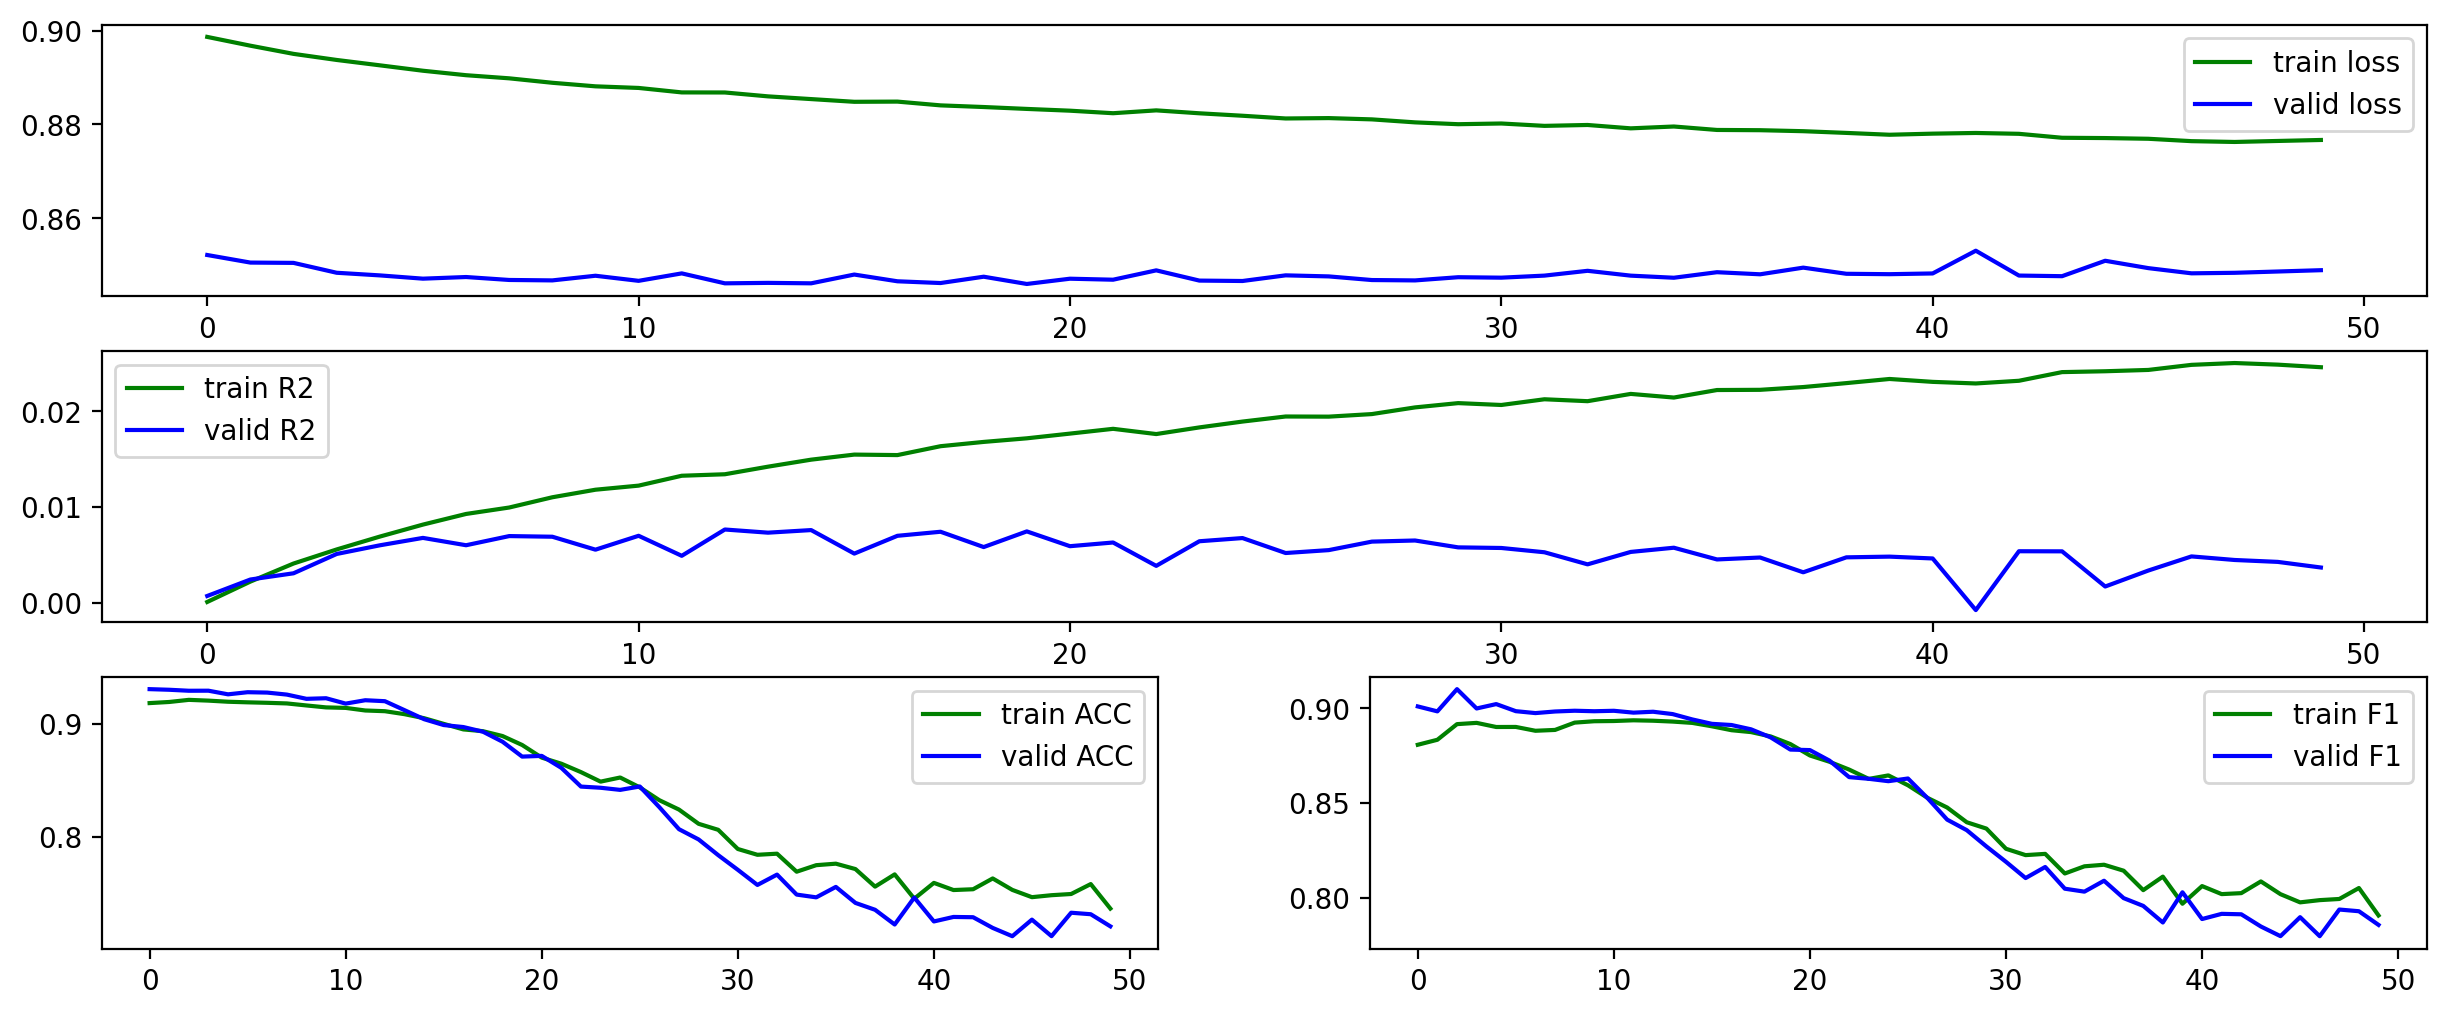 0.90
0.88
0.86
train loss
valid loss
0 10 20 30 40 50
train R2
valid R2
0.02
0.01
0.00
0 10 20 30 40 50
0.9
0.8
train ACC
valid ACC
0 10 20 30 40 50
0.90
0.85
0.80
train F1
valid F1
0 10 20 30 40 50